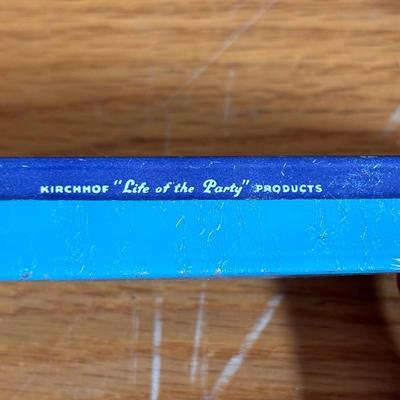 KIRCHHOF "Life of the Party" PRODUCTS